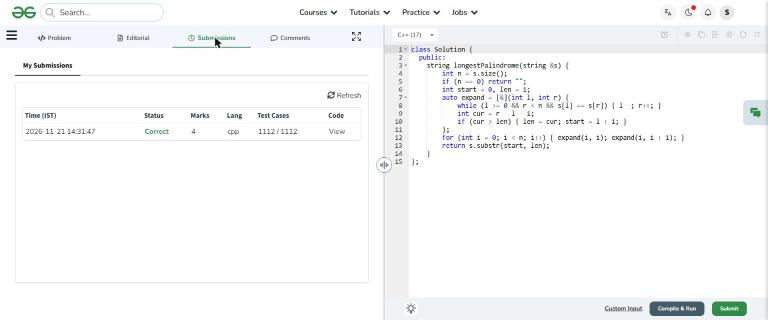 Search...
Courses Tutorials Practice Jobs
S
</> Problem Editorial Submissions Comments
My Submissions
Refresh
Time (IST) Status Marks Lang Test Cases Code
2026-11-21 14:31:47 Correct 4 cpp 1112 / 1112 View
C++ (17)
1 class Solution {
2 public:
3 string longestPalindrome(string &s) {
4 int n = s.size();
5 if (n == 0) return "";
6 int start = 0, len = 1;
7 auto expand = [&](int l, int r) {
8 while (l >= 0 && r < n && s[l] == s[r]) { l--; r++; }
9 int cur = r - l - 1;
10 if (cur > len) { len = cur; start = l + 1; }
11 };
12 for (int i = 0; i < n; i++) { expand(i, i); expand(i, i + 1); }
13 return s.substr(start, len);
14 }
15 };
Custom Input Compile & Run Submit